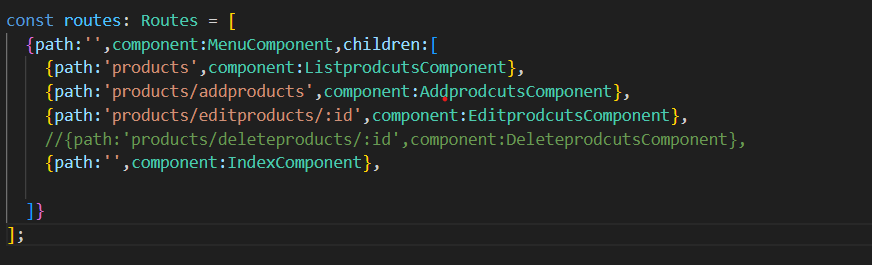 const routes: Routes = [
{path:'',component:MenuComponent,children:[
{path:'products',component:ListprodcutsComponent},
{path:'products/addproducts',component:AddprodcutsComponent},
{path:'products/editproducts/:id',component:EditprodcutsComponent},
//{path:'products/deleteproducts/:id',component:DeleteprodcutsComponent},
{path:'',component:IndexComponent},
]}
];